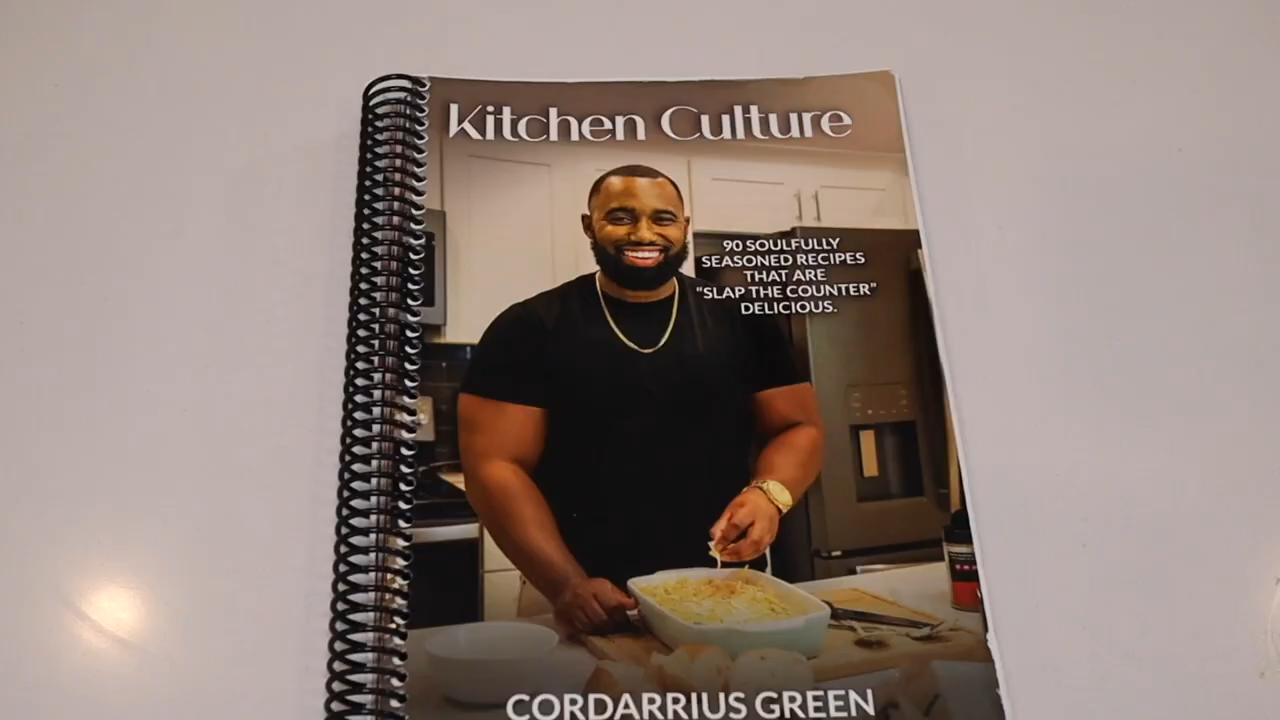 Kitchen Culture
90 SOULFULLY
SEASONED RECIPES
THAT ARE
"SLAP THE COUNTER"
DELICIOUS.
CORDARRIUS GREEN